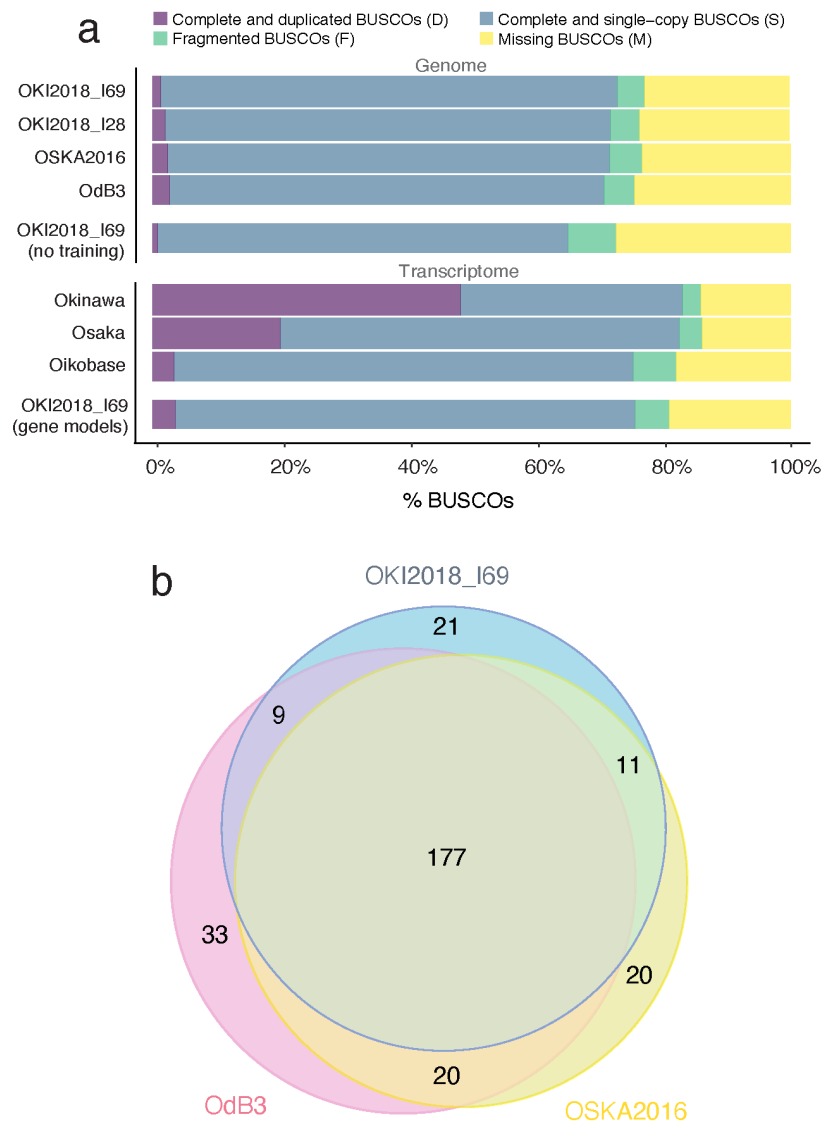 a
Complete and duplicated BUSCOs (D)
Complete and single−copy BUSCOs (S)
Fragmented BUSCOs (F)
Missing BUSCOs (M)
Genome
OKI2018_I69
OKI2018_I28
OSKA2016
OdB3
OKI2018_I69
(no training)
Transcriptome
Okinawa
Osaka
Oikobase
OKI2018_I69
(gene models)
0% 20% 40% 60% 80% 100%
% BUSCOs
b
OKI2018_I69
21
9
11
177
33
20
20
OdB3
OSKA2016